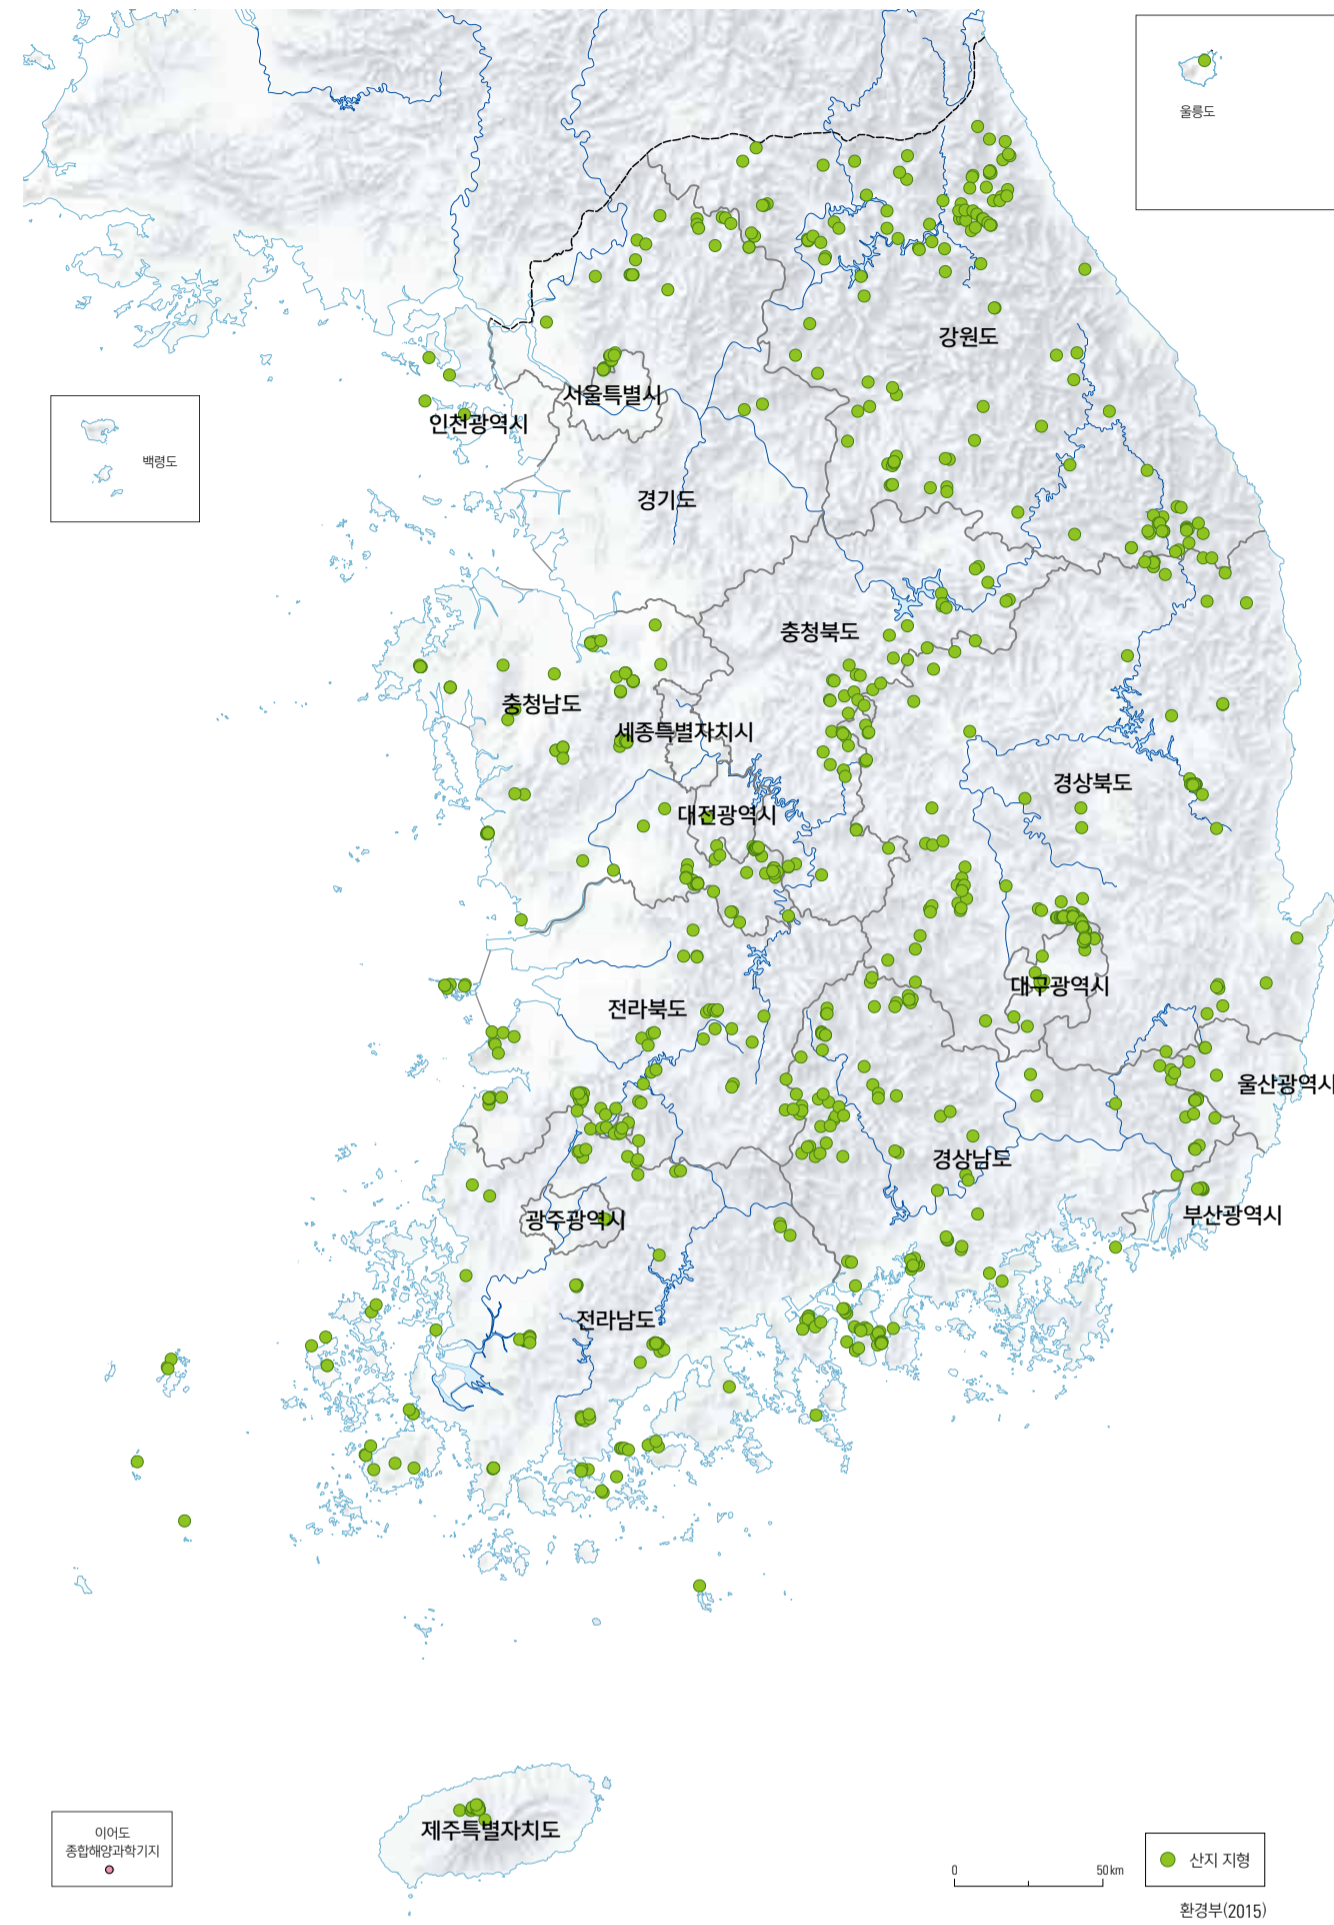 울릉도
강원도
서울특별시
인천광역시
백령도
경기도
충청북도
충청남도
세종특별자치시
경상북도
대전광역시
대구광역시
전라북도
울산광역시
경상남도
광주광역시
부산광역시
전라남도
제주특별자치도
이어도
종합해양과학기지
0 50km
산지 지형
환경부(2015)